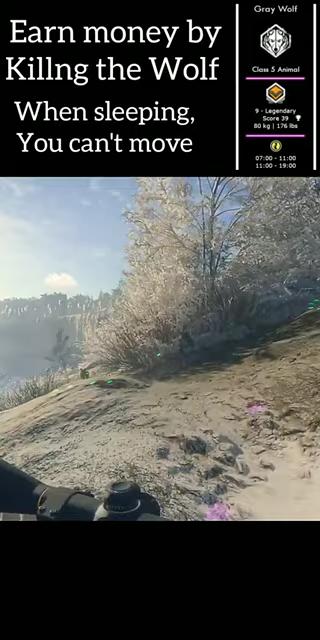 Earn money by
Killng the Wolf
When sleeping,
You can't move
Gray Wolf
Class 5 Animal
9 - Legendary
Score 39
80 kg | 176 lbs
07:00 - 11:00
11:00 - 19:00